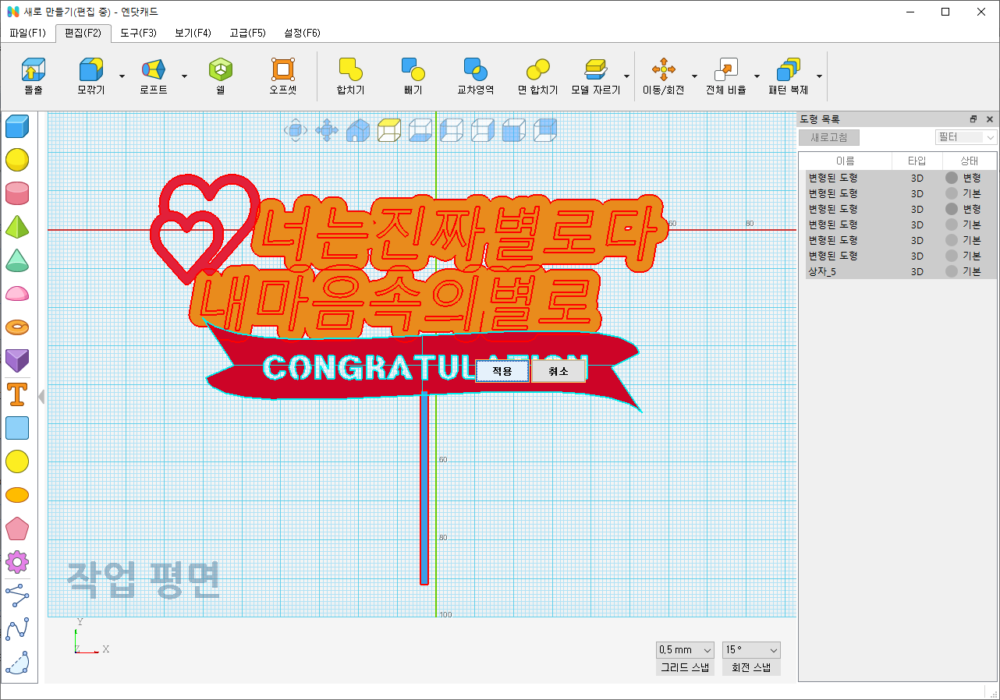 새로 만들기(편집 중) - 엔닷캐드
파일(F1) 편집(F2) 도구(F3) 보기(F4) 고급(F5) 설정(F6)
돌출 모깎기 로프트 쉘 오프셋 합치기 빼기 교차영역 면 합치기 모델 자르기 이동/회전 전체 비율 패턴 복제
도형 목록
새로고침 필터
이름 타입 상태
변형된 도형 3D 변형
변형된 도형 3D 기본
변형된 도형 3D 변형
변형된 도형 3D 기본
변형된 도형 3D 기본
변형된 도형 3D 기본
상자_5 3D 기본
너는진짜별로다
60 80
내마음속의별로
CONGRATULATION
적용 취소
60
80
작업 평면
100
Y
Z X
0,5 mm 15 °
그리드 스냅 회전 스냅